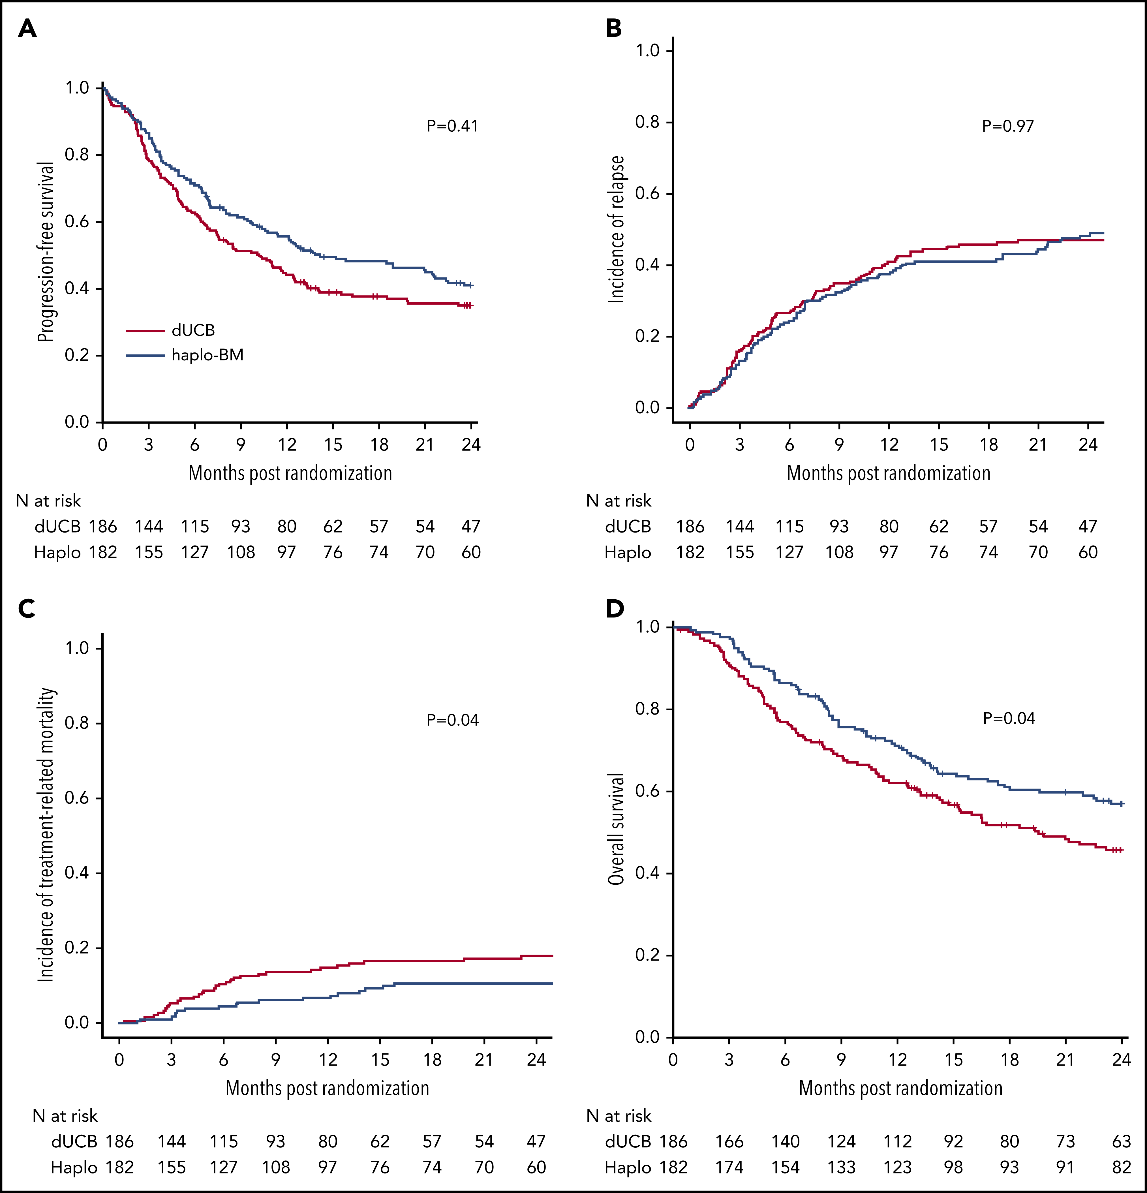 A
Progression-free survival
1.0
0.8
0.6
0.4
0.2
0.0
P=0.41
dUCB
haplo-BM
0 3 6 9 12 15 18 21 24
Months post randomization
N at risk
dUCB 186 144 115 93 80 62 57 54 47
Haplo 182 155 127 108 97 76 74 70 60
B
Incidence of relapse
1.0
0.8
0.6
0.4
0.2
0.0
P=0.97
0 3 6 9 12 15 18 21 24
Months post randomization
N at risk
dUCB 186 144 115 93 80 62 57 54 47
Haplo 182 155 127 108 97 76 74 70 60
C
Incidence of treatment-related mortality
1.0
0.8
0.6
0.4
0.2
0.0
P=0.04
0 3 6 9 12 15 18 21 24
Months post randomization
N at risk
dUCB 186 144 115 93 80 62 57 54 47
Haplo 182 155 127 108 97 76 74 70 60
D
Overall survival
1.0
0.8
0.6
0.4
0.2
0.0
P=0.04
0 3 6 9 12 15 18 21 24
Months post randomization
N at risk
dUCB 186 166 140 124 112 92 80 73 63
Haplo 182 174 154 133 123 98 93 91 82